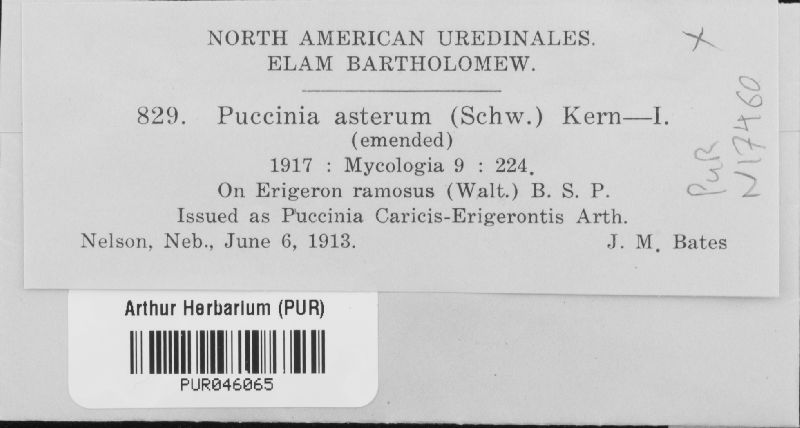 NORTH AMERICAN UREDINALES.
ELAM BARTHOLOMEW.
829. Puccinia asterum (Schw.) Kern—I.
(emended)
1917 : Mycologia 9 : 224.
On Erigeron ramosus (Walt.) B. S. P.
Issued as Puccinia Caricis-Erigerontis Arth.
Nelson, Neb., June 6, 1913. J. M. Bates
X
PUR
N17460
Arthur Herbarium (PUR)
PUR046065